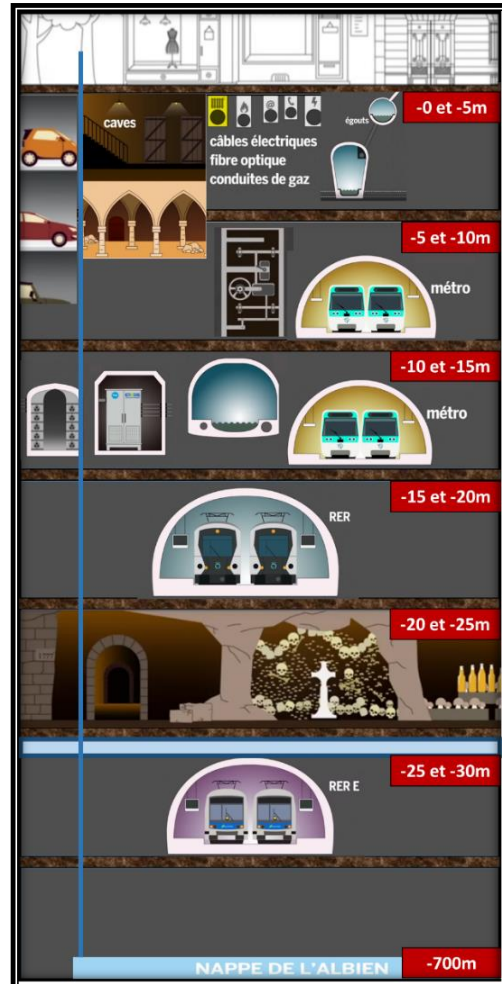 -0 et -5m
caves
@
égouts
câbles électriques
fibre optique
conduites de gaz
-5 et -10m
métro
-10 et -15m
métro
-15 et -20m
RER
-20 et -25m
-25 et -30m
RER E
-700m
NAPPE DE L'ALBIEN